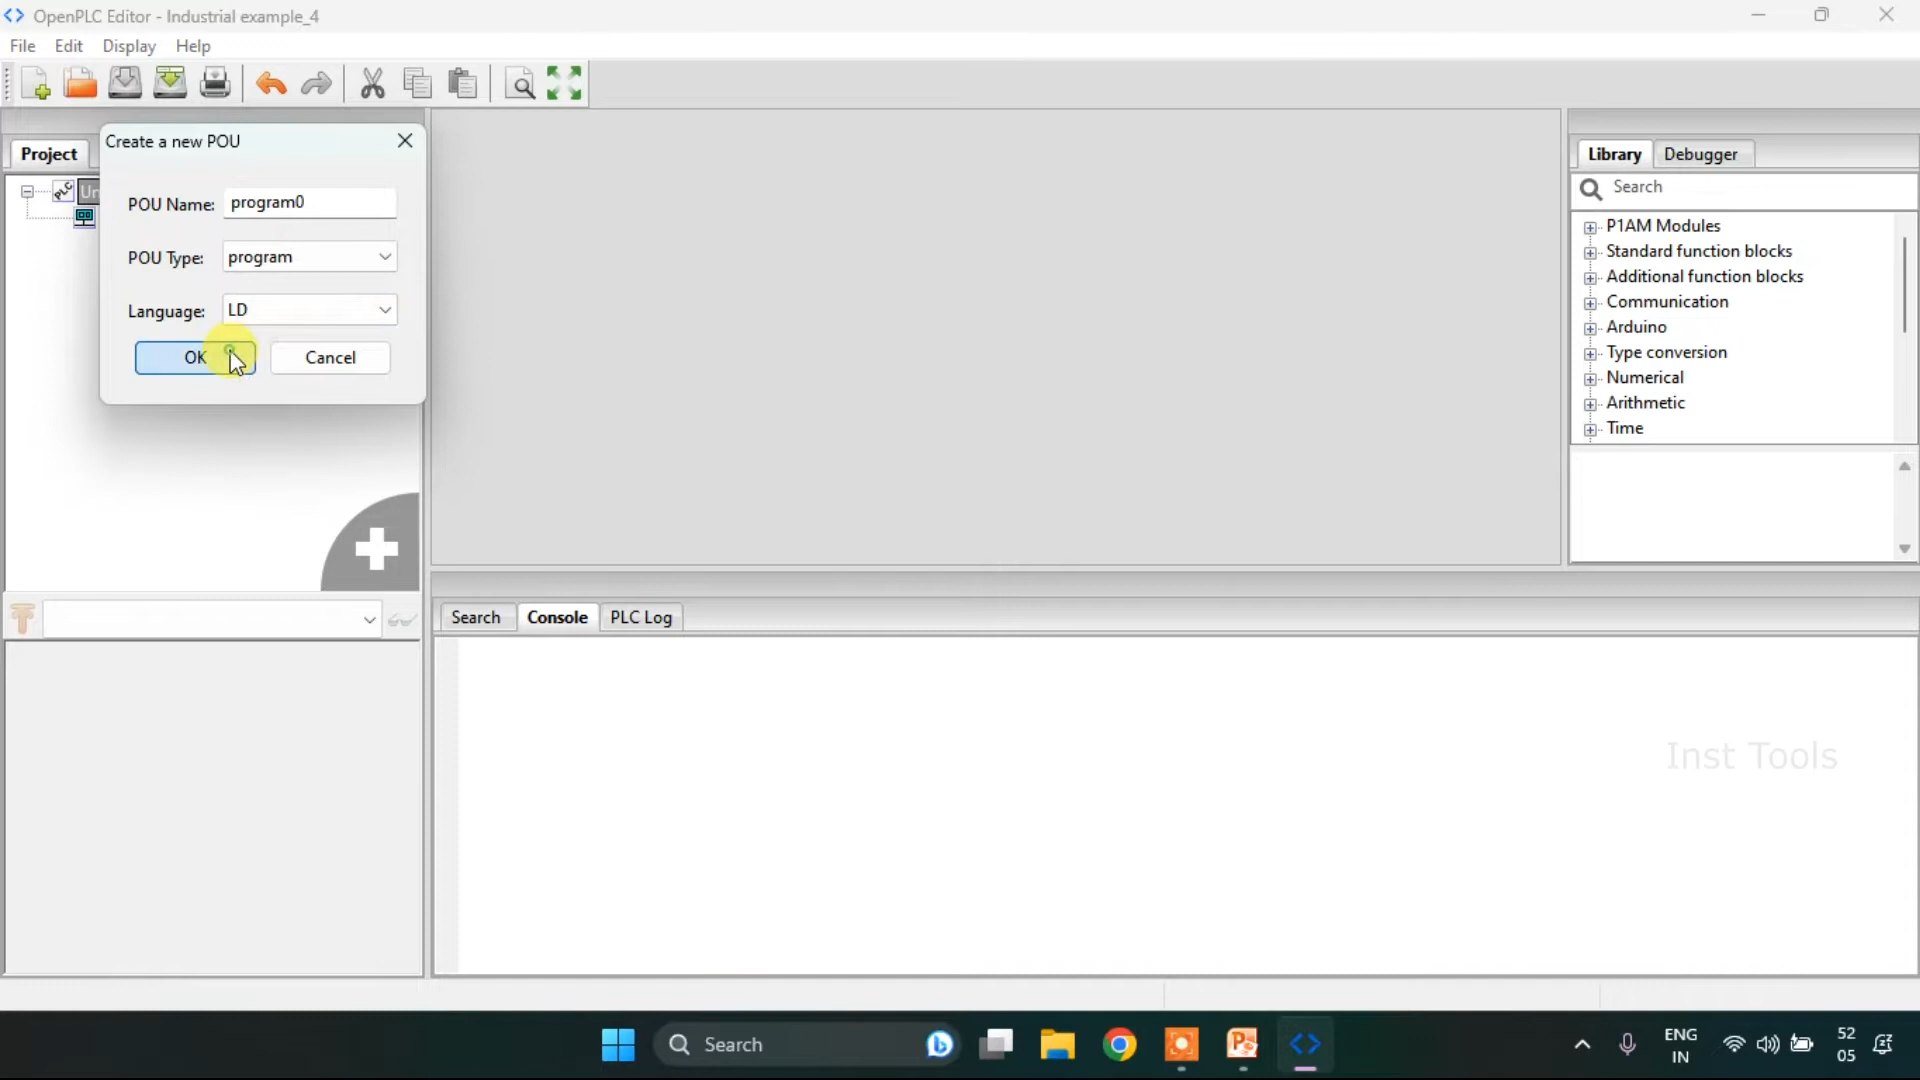 OpenPLC Editor - Industrial example_4
File Edit Display Help
Project
PLC Un
Create a new POU
POU Name: program0
POU Type: program
Language: LD
OK Cancel
Library Debugger
Search
P1AM Modules
Standard function blocks
Additional function blocks
Communication
Arduino
Type conversion
Numerical
Arithmetic
Time
Search Console PLC Log
Inst Tools
Search
ENG
IN
52
05